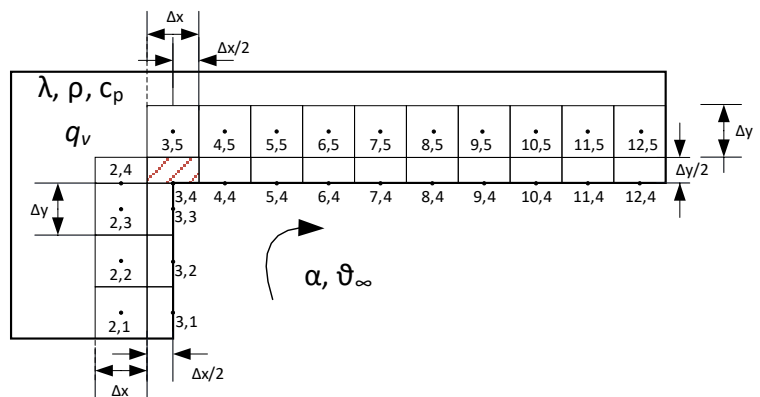 Δx
Δx/2
λ, ρ, cp
qv
3,5 4,5 5,5 6,5 7,5 8,5 9,5 10,5 11,5 12,5
Δy
2,4
Δy/2
3,4 4,4 5,4 6,4 7,4 8,4 9,4 10,4 11,4 12,4
Δy
2,3
3,3
α, ϑ∞
2,2
3,2
2,1
3,1
Δx/2
Δx